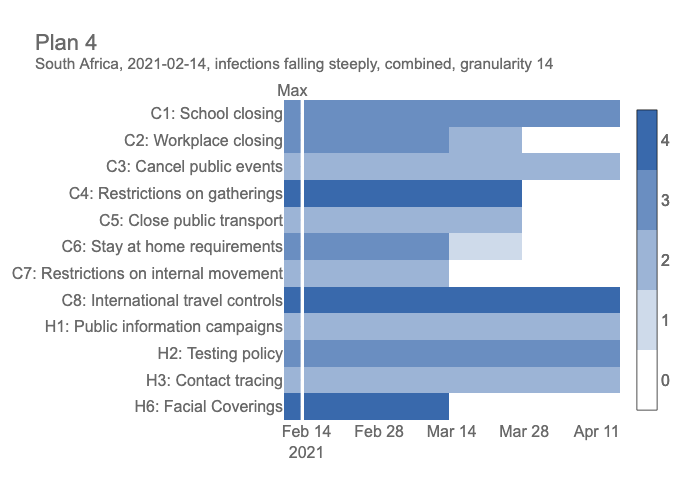 Plan 4
South Africa, 2021-02-14, infections falling steeply, combined, granularity 14
Max
C1: School closing
C2: Workplace closing
C3: Cancel public events
C4: Restrictions on gatherings
C5: Close public transport
C6: Stay at home requirements
C7: Restrictions on internal movement
C8: International travel controls
H1: Public information campaigns
H2: Testing policy
H3: Contact tracing
H6: Facial Coverings
4
3
2
1
0
Feb 14 Feb 28 Mar 14 Mar 28 Apr 11
2021